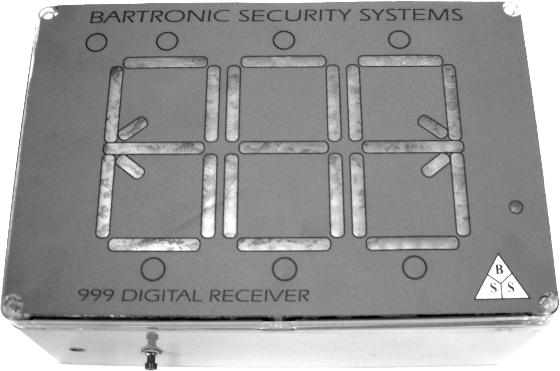 BARTRONIC SECURITY SYSTEMS
999 DIGITAL RECEIVER
B
S S